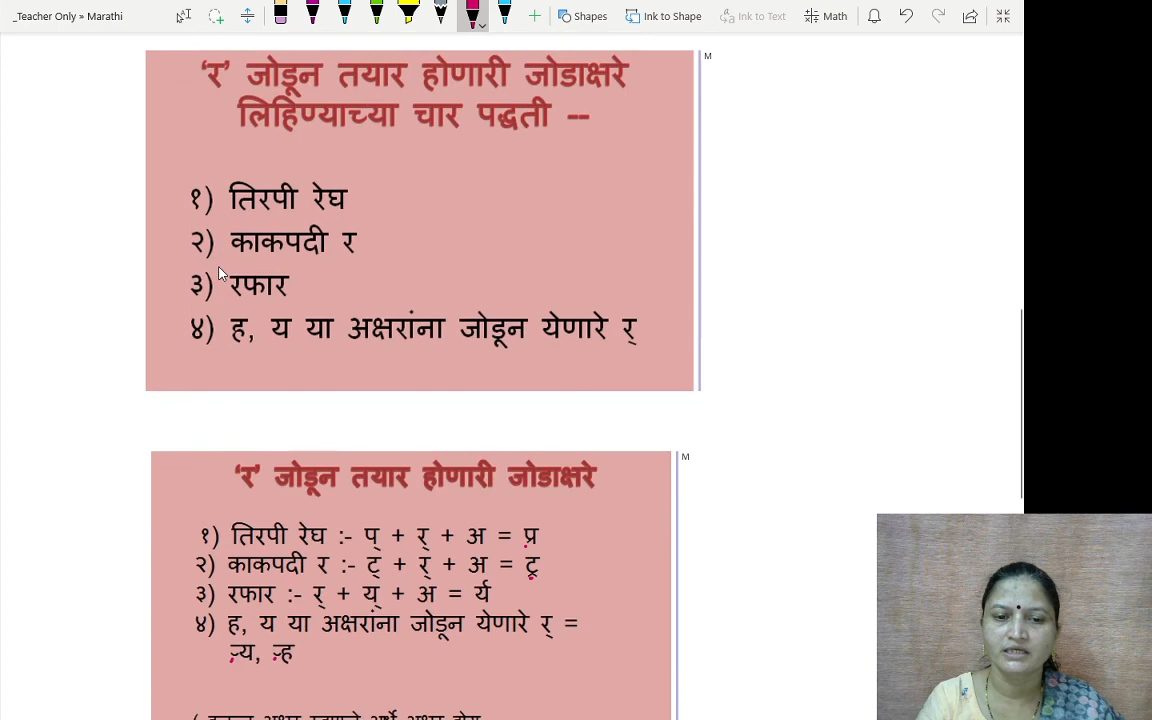 _Teacher Only » Marathi
Shapes
Ink to Shape
Ink to Text
Math
‘र’ जोडून तयार होणारी जोडाक्षरे
लिहिण्याच्या चार पद्धती --
M
१) तिरपी रेघ
२) काकपदी र
३) रफार
४) ह, य या अक्षरांना जोडून येणारे र्
‘र’ जोडून तयार होणारी जोडाक्षरे
M
१) तिरपी रेघ :- प् + र् + अ = प्र
२) काकपदी र :- ट् + र् + अ = ट्र
३) रफार :- र् + य् + अ = र्य
४) ह, य या अक्षरांना जोडून येणारे र् =
ऱ्य, ऱ्ह